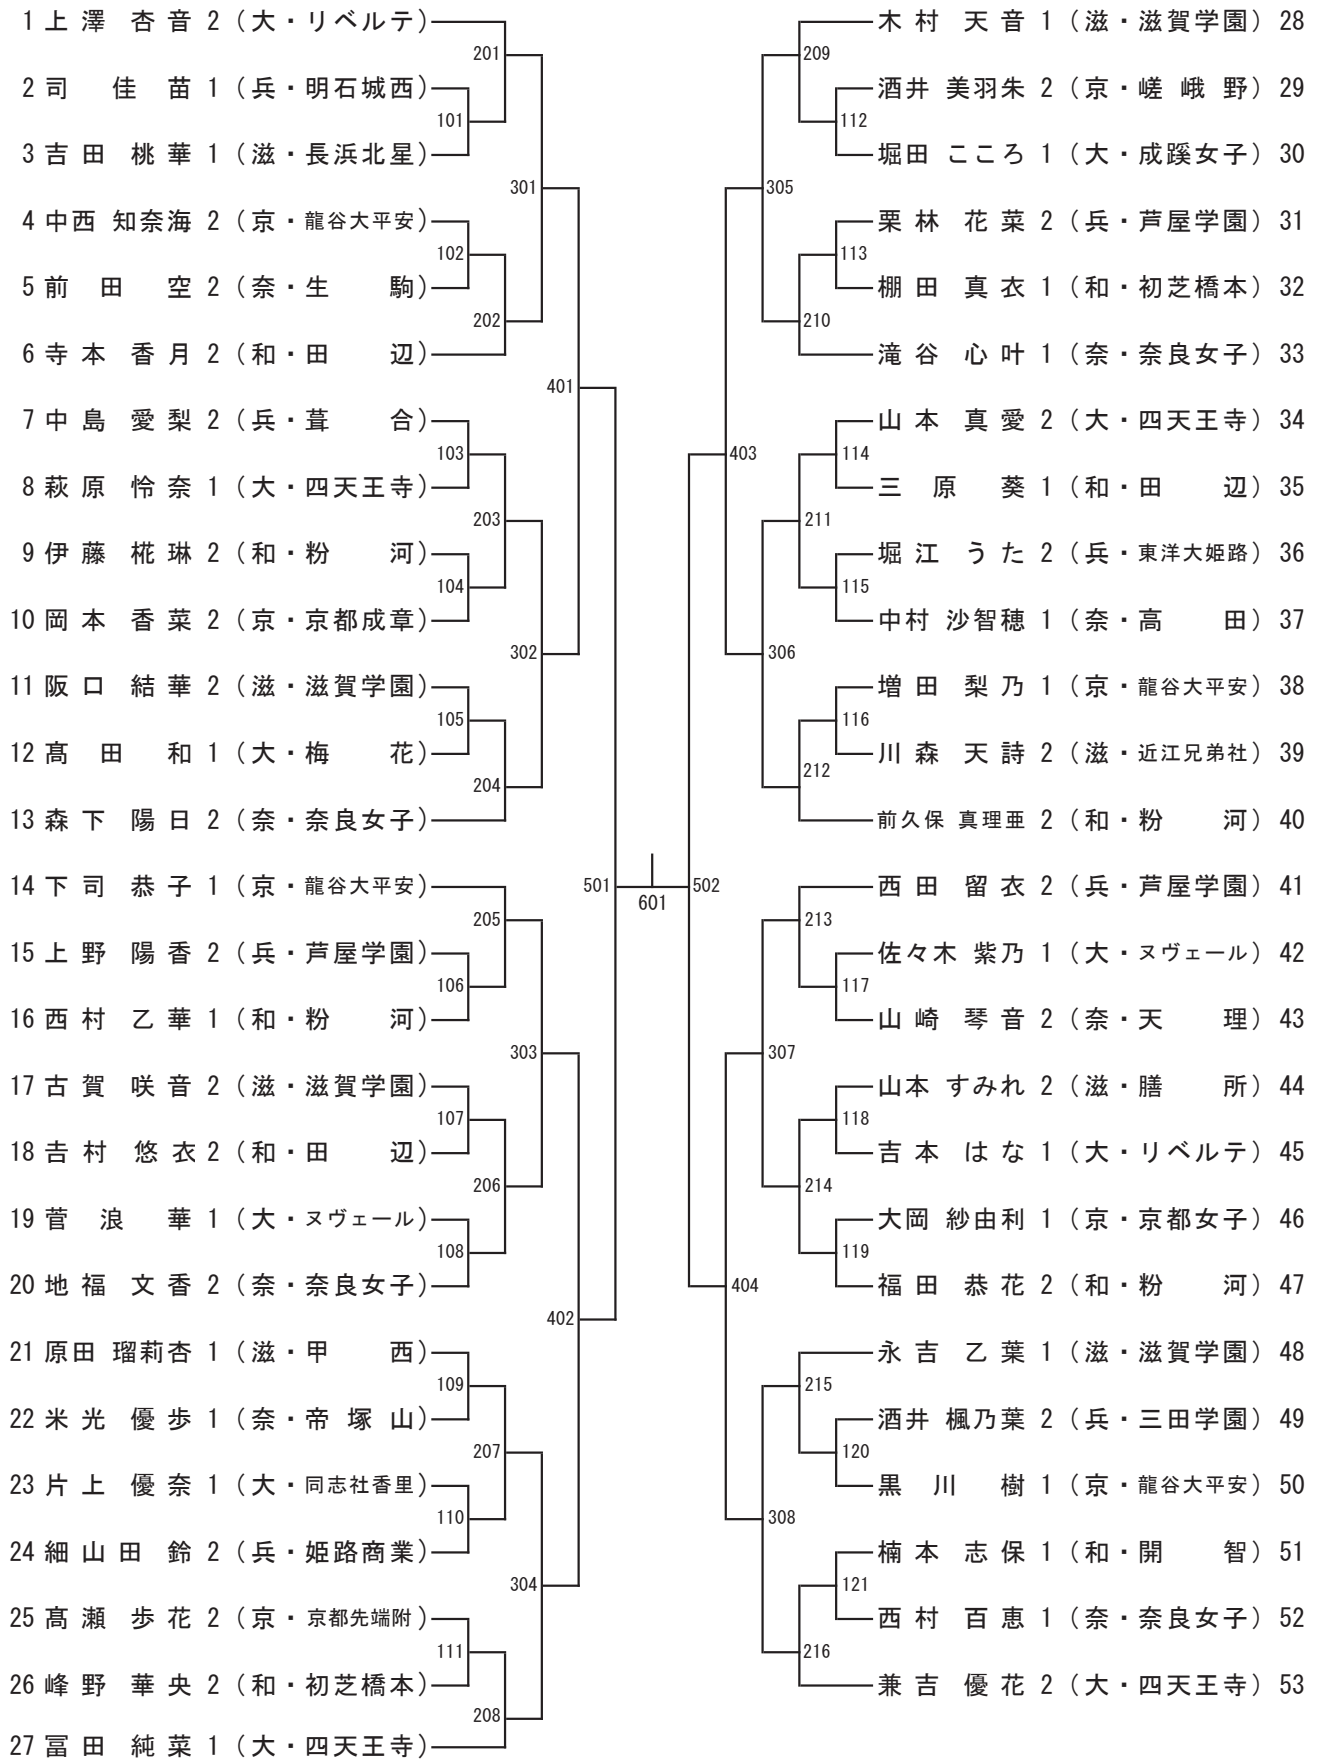 1 上澤 杏音 2 (大・リベルテ)
201
2 司 佳苗 1 (兵・明石城西)
101
3 吉田 桃華 1 (滋・長浜北星)
301
4 中西 知奈海 2 (京・龍谷大平安)
102
5 前田 空 2 (奈・生駒)
202
6 寺本 香月 2 (和・田辺)
401
7 中島 愛梨 2 (兵・葺合)
103
8 萩原 怜奈 1 (大・四天王寺)
203
9 伊藤 椛琳 2 (和・粉河)
104
10 岡本 香菜 2 (京・京都成章)
302
11 阪口 結華 2 (滋・滋賀学園)
105
12 髙田 和 1 (大・梅花)
204
13 森下 陽日 2 (奈・奈良女子)
14 下司 恭子 1 (京・龍谷大平安)
501
205
15 上野 陽香 2 (兵・芦屋学園)
106
16 西村 乙華 1 (和・粉河)
303
17 古賀 咲音 2 (滋・滋賀学園)
107
18 𠮷村 悠衣 2 (和・田辺)
206
19 菅浪 華 1 (大・ヌヴェール)
108
20 地福 文香 2 (奈・奈良女子)
402
21 原田 瑠莉杏 1 (滋・甲西)
109
22 米光 優歩 1 (奈・帝塚山)
207
23 片上 優奈 1 (大・同志社香里)
110
24 細山田 鈴 2 (兵・姫路商業)
304
25 髙瀬 歩花 2 (京・京都先端附)
111
26 峰野 華央 2 (和・初芝橋本)
208
27 冨田 純菜 1 (大・四天王寺)
601
木村 天音 1 (滋・滋賀学園) 28
209
酒井 美羽朱 2 (京・嵯峨野) 29
112
堀田 こころ 1 (大・成蹊女子) 30
305
栗林 花菜 2 (兵・芦屋学園) 31
113
棚田 真衣 1 (和・初芝橋本) 32
210
滝谷 心叶 1 (奈・奈良女子) 33
山本 真愛 2 (大・四天王寺) 34
403
114
三原 葵 1 (和・田辺) 35
211
堀江 うた 2 (兵・東洋大姫路) 36
115
中村 沙智穂 1 (奈・高田) 37
306
増田 梨乃 1 (京・龍谷大平安) 38
116
川森 天詩 2 (滋・近江兄弟社) 39
212
前久保 真理亜 2 (和・粉河) 40
502
西田 留衣 2 (兵・芦屋学園) 41
213
佐々木 紫乃 1 (大・ヌヴェール) 42
117
山崎 琴音 2 (奈・天理) 43
307
山本 すみれ 2 (滋・膳所) 44
118
吉本 はな 1 (大・リベルテ) 45
214
大岡 紗由利 1 (京・京都女子) 46
119
福田 恭花 2 (和・粉河) 47
404
永吉 乙葉 1 (滋・滋賀学園) 48
215
酒井 楓乃葉 2 (兵・三田学園) 49
120
黒川 樹 1 (京・龍谷大平安) 50
308
楠本 志保 1 (和・開智) 51
121
西村 百恵 1 (奈・奈良女子) 52
216
兼吉 優花 2 (大・四天王寺) 53